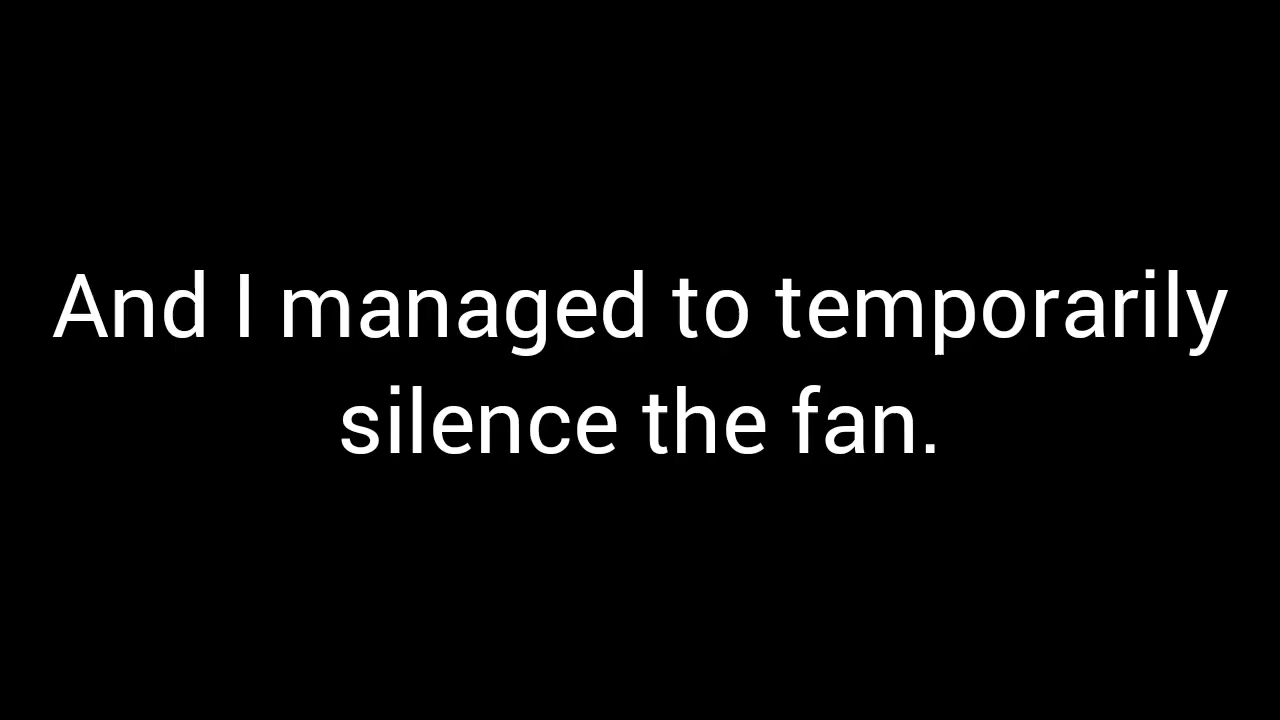 And I managed to temporarily
silence the fan.